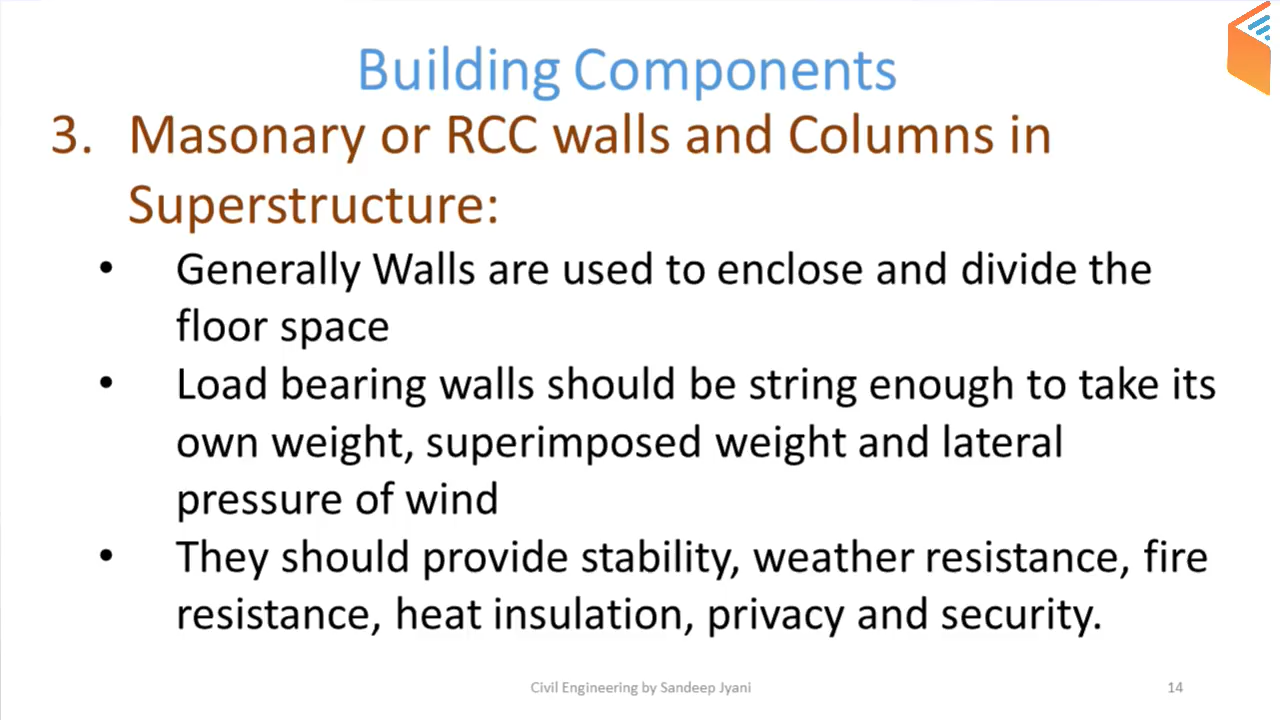 Building Components
3. Masonary or RCC walls and Columns in
Superstructure:
• Generally Walls are used to enclose and divide the
floor space
• Load bearing walls should be string enough to take its
own weight, superimposed weight and lateral
pressure of wind
• They should provide stability, weather resistance, fire
resistance, heat insulation, privacy and security.
Civil Engineering by Sandeep Jyani
14